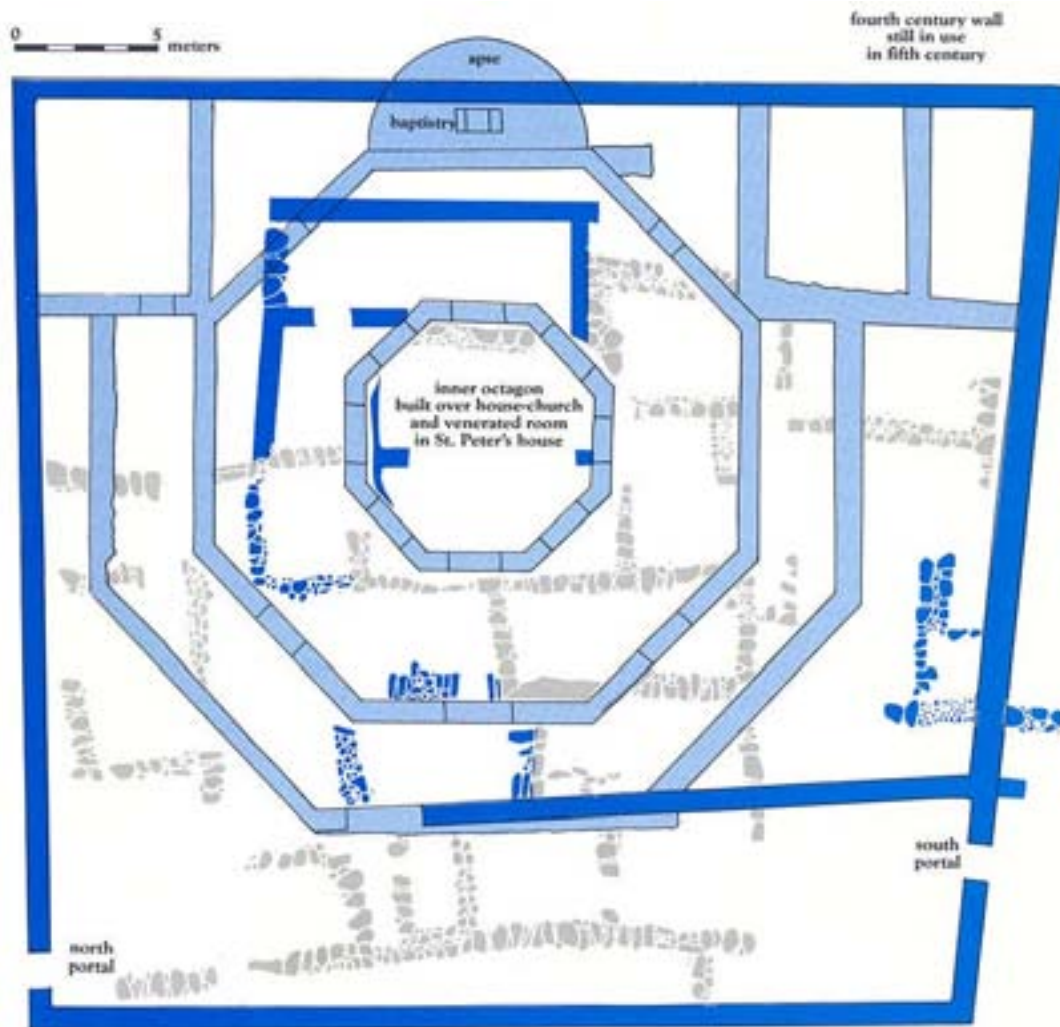 0 5 meters
fourth century wall
still in use
in fifth century
apse
baptistry
inner octagon
built over house-church
and venerated room
in St. Peter's house
south
portal
north
portal